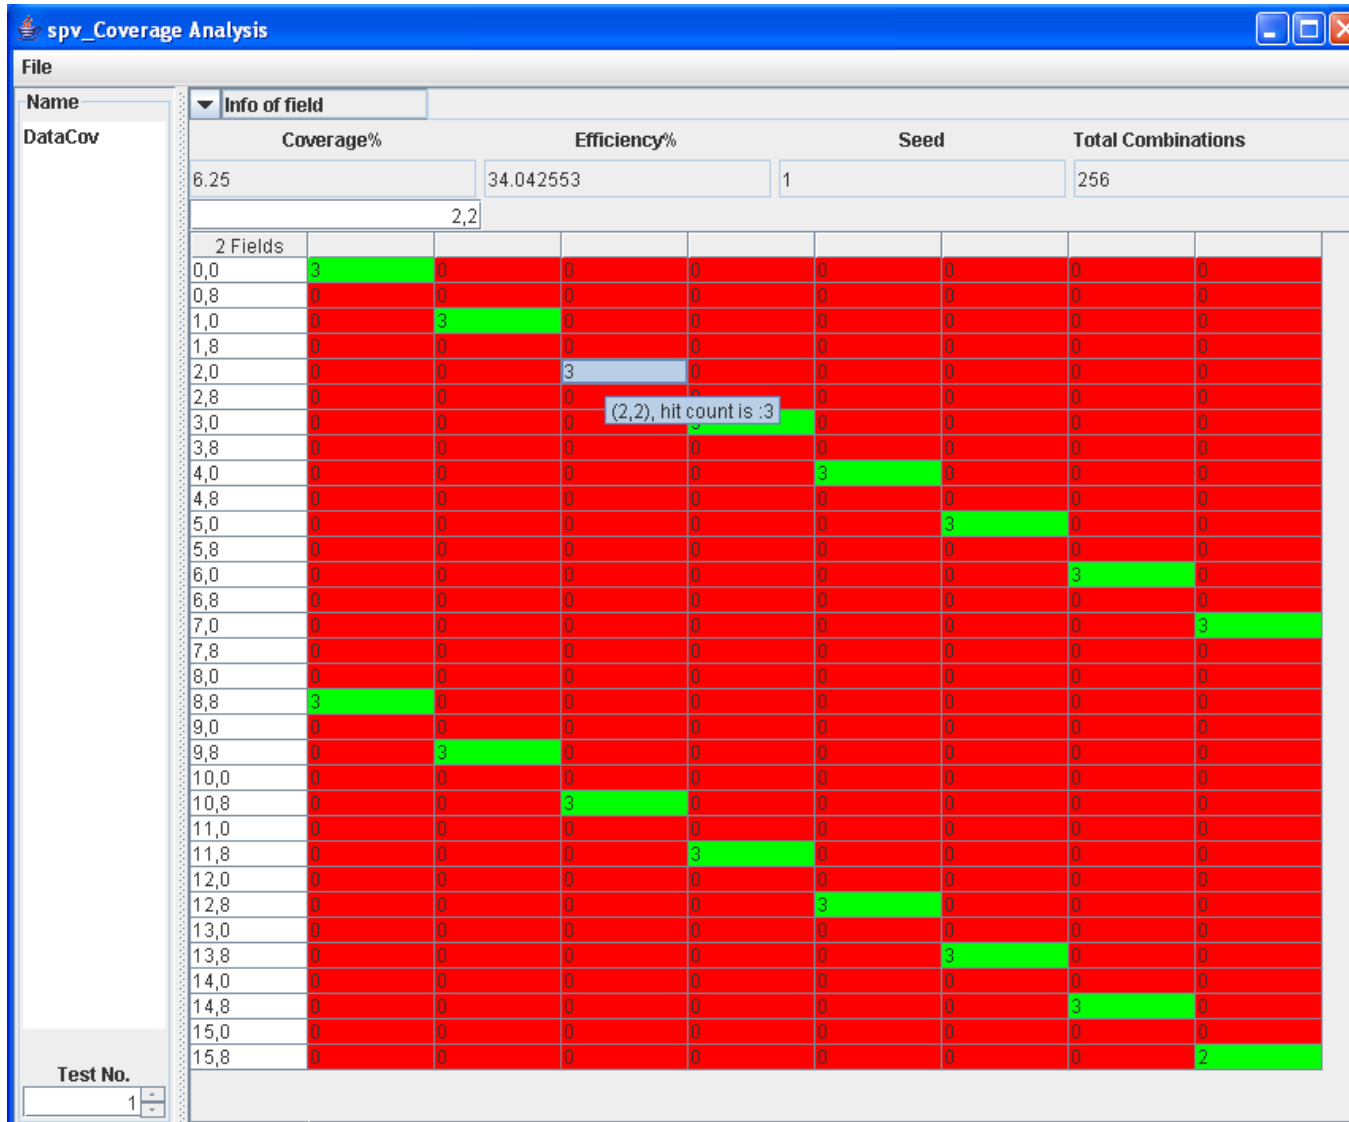 spv_Coverage Analysis
File
Name
Info of field
DataCov
Coverage% Efficiency% Seed Total Combinations
6.25 34.042553 1 256
2,2
2 Fields
0,0 3 0 0 0 0 0 0 0
0,8 0 0 0 0 0 0 0 0
1,0 0 3 0 0 0 0 0 0
1,8 0 0 0 0 0 0 0 0
2,0 0 0 3 0 0 0 0 0
2,8 0 0 0 0 0 0 0
(2,2), hit count is :3
3,0 0 0 0 0 0 0 0
3,8 0 0 0 0 0 0 0 0
4,0 0 0 0 0 3 0 0 0
4,8 0 0 0 0 0 0 0 0
5,0 0 0 0 0 0 3 0 0
5,8 0 0 0 0 0 0 0 0
6,0 0 0 0 0 0 0 3 0
6,8 0 0 0 0 0 0 0 0
7,0 0 0 0 0 0 0 0 3
7,8 0 0 0 0 0 0 0 0
8,0 0 0 0 0 0 0 0 0
8,8 3 0 0 0 0 0 0 0
9,0 0 0 0 0 0 0 0 0
9,8 0 3 0 0 0 0 0 0
10,0 0 0 0 0 0 0 0 0
10,8 0 0 3 0 0 0 0 0
11,0 0 0 0 0 0 0 0 0
11,8 0 0 0 3 0 0 0 0
12,0 0 0 0 0 0 0 0 0
12,8 0 0 0 0 3 0 0 0
13,0 0 0 0 0 0 0 0 0
13,8 0 0 0 0 0 3 0 0
14,0 0 0 0 0 0 0 0 0
14,8 0 0 0 0 0 0 3 0
15,0 0 0 0 0 0 0 0 0
15,8 0 0 0 0 0 0 0 2
Test No.
1